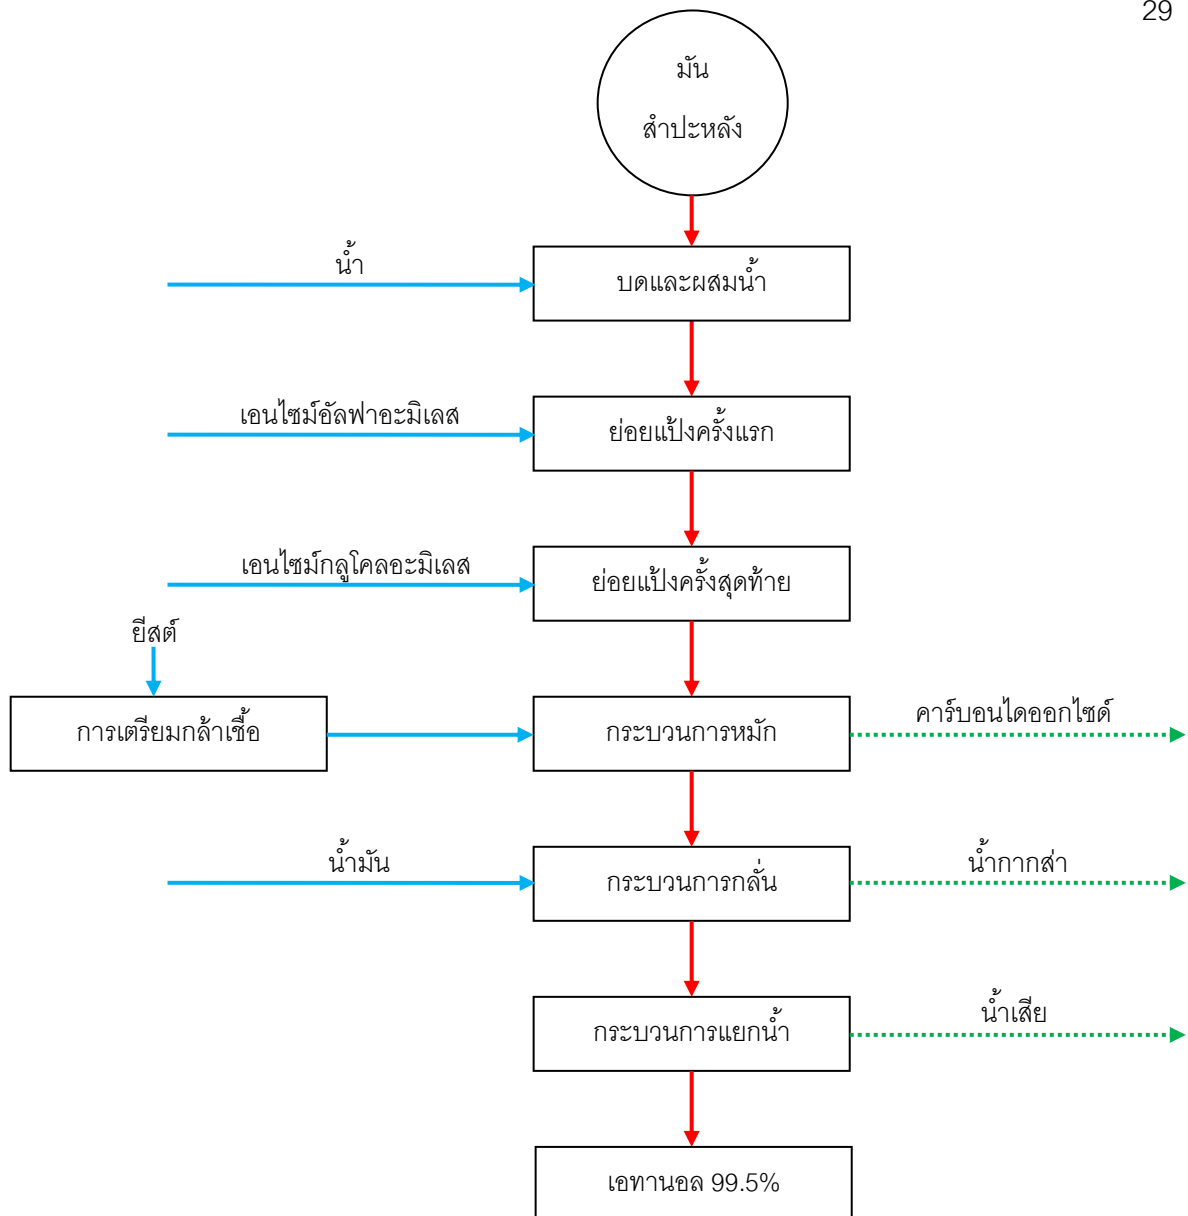 29
มัน
สำปะหลัง
น้ำ
บดและผสมน้ำ
เอนไซม์อัลฟาอะมิเลส
ย่อยแป้งครั้งแรก
เอนไซม์กลูโคลอะมิเลส
ย่อยแป้งครั้งสุดท้าย
ยีสต์
การเตรียมกล้าเชื้อ
กระบวนการหมัก
คาร์บอนไดออกไซด์
น้ำมัน
กระบวนการกลั่น
น้ำกากส่า
กระบวนการแยกน้ำ
น้ำเสีย
เอทานอล 99.5%